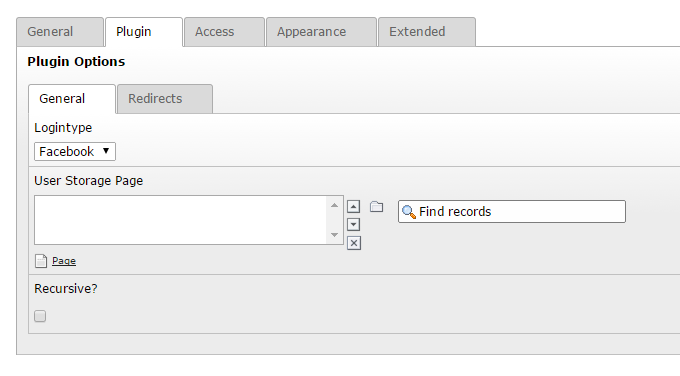 General Plugin Access Appearance Extended
Plugin Options
General Redirects
Logintype
Facebook
User Storage Page
Find records
Page
Recursive?